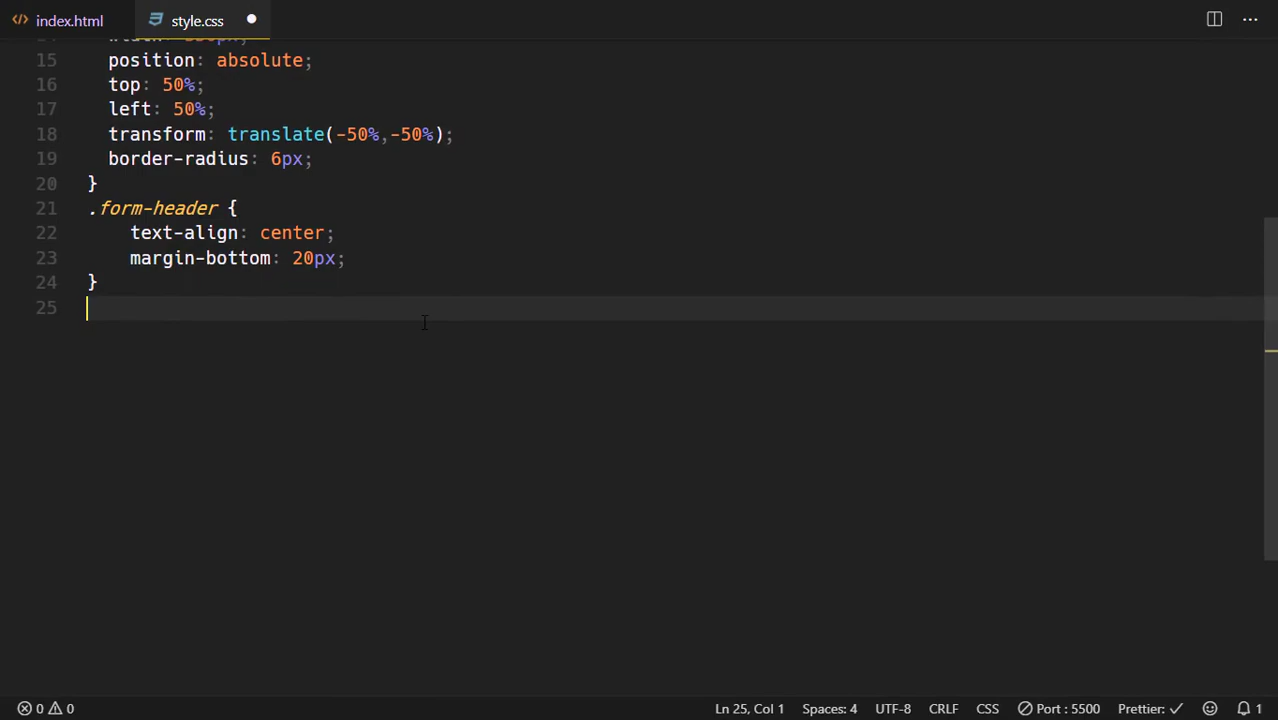 index.html style.css
15 position: absolute;
16 top: 50%;
17 left: 50%;
18 transform: translate(-50%,-50%);
19 border-radius: 6px;
20 }
21 .form-header {
22 text-align: center;
23 margin-bottom: 20px;
24 }
25
0 0 Ln 25, Col 1 Spaces: 4 UTF-8 CRLF CSS Port : 5500 Prettier: 1